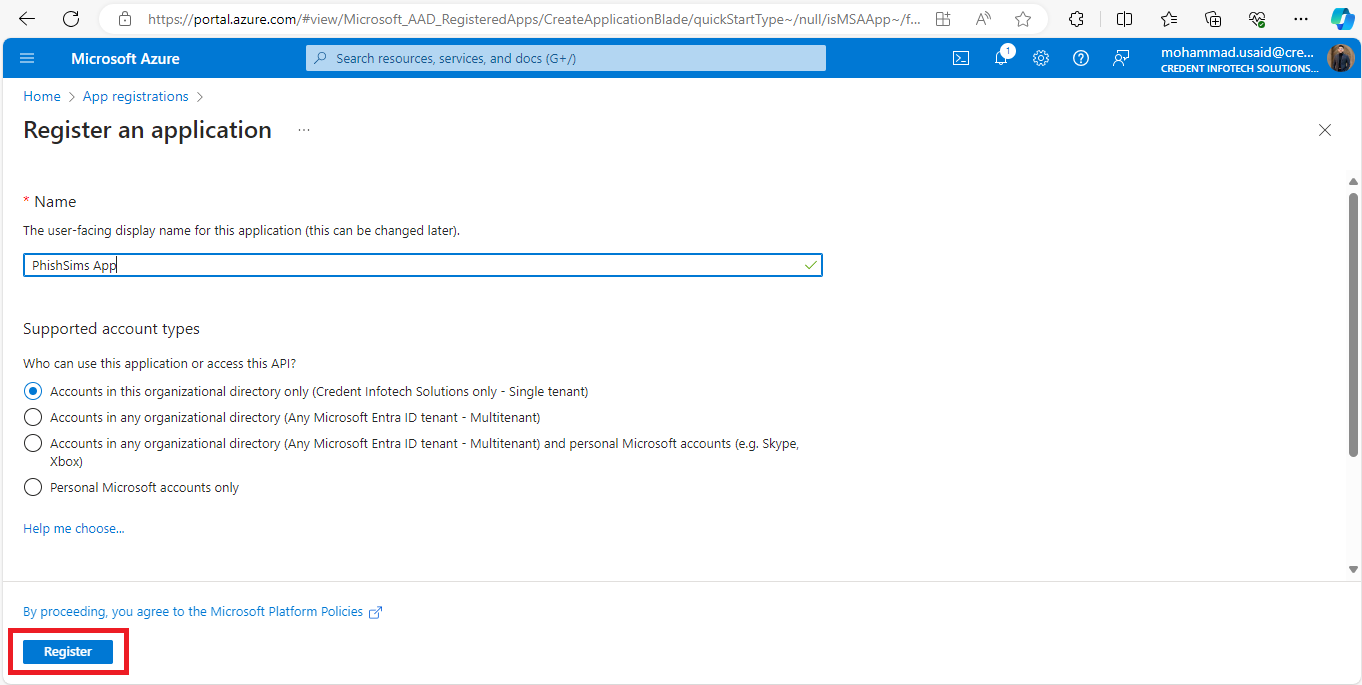 https://portal.azure.com/#view/Microsoft_AAD_RegisteredApps/CreateApplicationBlade/quickStartType~/null/isMSAApp~/f...
Microsoft Azure
Search resources, services, and docs (G+/)
1
mohammad.usaid@cre...
CREDENT INFOTECH SOLUTIONS...
Home > App registrations >
Register an application ...
* Name
The user-facing display name for this application (this can be changed later).
PhishSims App
Supported account types
Who can use this application or access this API?
Accounts in this organizational directory only (Credent Infotech Solutions only - Single tenant)
Accounts in any organizational directory (Any Microsoft Entra ID tenant - Multitenant)
Accounts in any organizational directory (Any Microsoft Entra ID tenant - Multitenant) and personal Microsoft accounts (e.g. Skype,
Xbox)
Personal Microsoft accounts only
Help me choose...
By proceeding, you agree to the Microsoft Platform Policies
Register